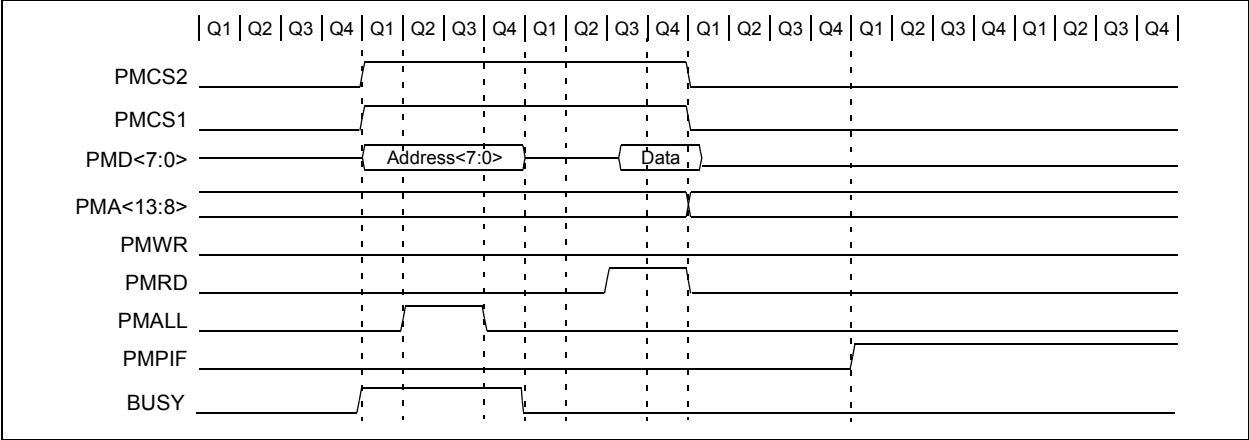 Q1 Q2 Q3 Q4 Q1 Q2 Q3 Q4 Q1 Q2 Q3 Q4 Q1 Q2 Q3 Q4 Q1 Q2 Q3 Q4 Q1 Q2 Q3 Q4
PMCS2
PMCS1
PMD<7:0> Address<7:0> Data
PMA<13:8>
PMWR
PMRD
PMALL
PMPIF
BUSY